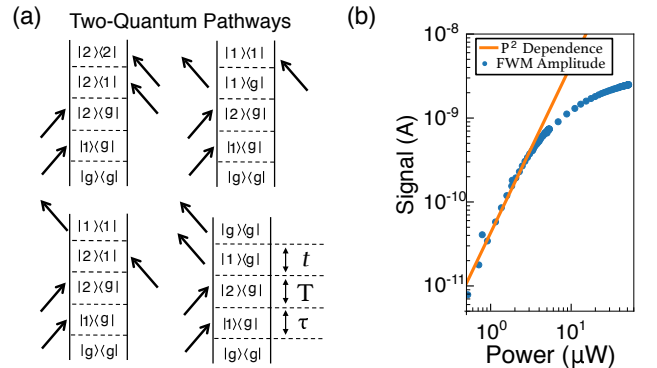 (a)
Two-Quantum Pathways
|2⟩⟨2|
|2⟩⟨1|
|2⟩⟨g|
|1⟩⟨g|
|g⟩⟨g|
|1⟩⟨1|
|1⟩⟨g|
|2⟩⟨g|
|1⟩⟨g|
|g⟩⟨g|
|1⟩⟨1|
|2⟩⟨1|
|2⟩⟨g|
|1⟩⟨g|
|g⟩⟨g|
|g⟩⟨g|
|1⟩⟨g| t
|2⟩⟨g| T
|1⟩⟨g| τ
|g⟩⟨g|
(b)
P² Dependence
FWM Amplitude
10⁻⁸
10⁻⁹
10⁻¹⁰
10⁻¹¹
Signal (A)
10⁰ 10¹
Power (µW)